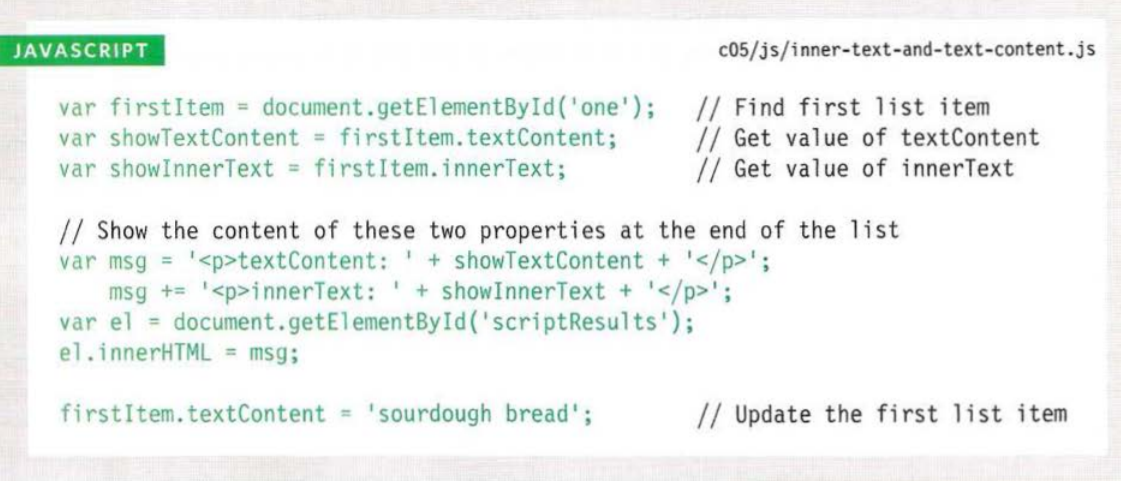 JAVASCRIPT
c05/js/inner-text-and-text-content.js
var firstItem = document.getElementById('one');   // Find first list item
var showTextContent = firstItem.textContent;      // Get value of textContent
var showInnerText = firstItem.innerText;          // Get value of innerText
// Show the content of these two properties at the end of the list
var msg = '<p>textContent: ' + showTextContent + '</p>';
    msg += '<p>innerText: ' + showInnerText + '</p>';
var el = document.getElementById('scriptResults');
el.innerHTML = msg;
firstItem.textContent = 'sourdough bread';        // Update the first list item